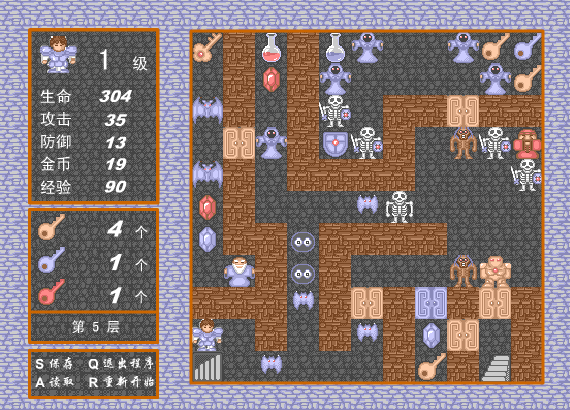 1 级
生命 304
攻击 35
防御 13
金币 19
经验 90
4 个
1 个
1 个
第 5 层
S 保存 Q 退出程序
A 读取 R 重新开始